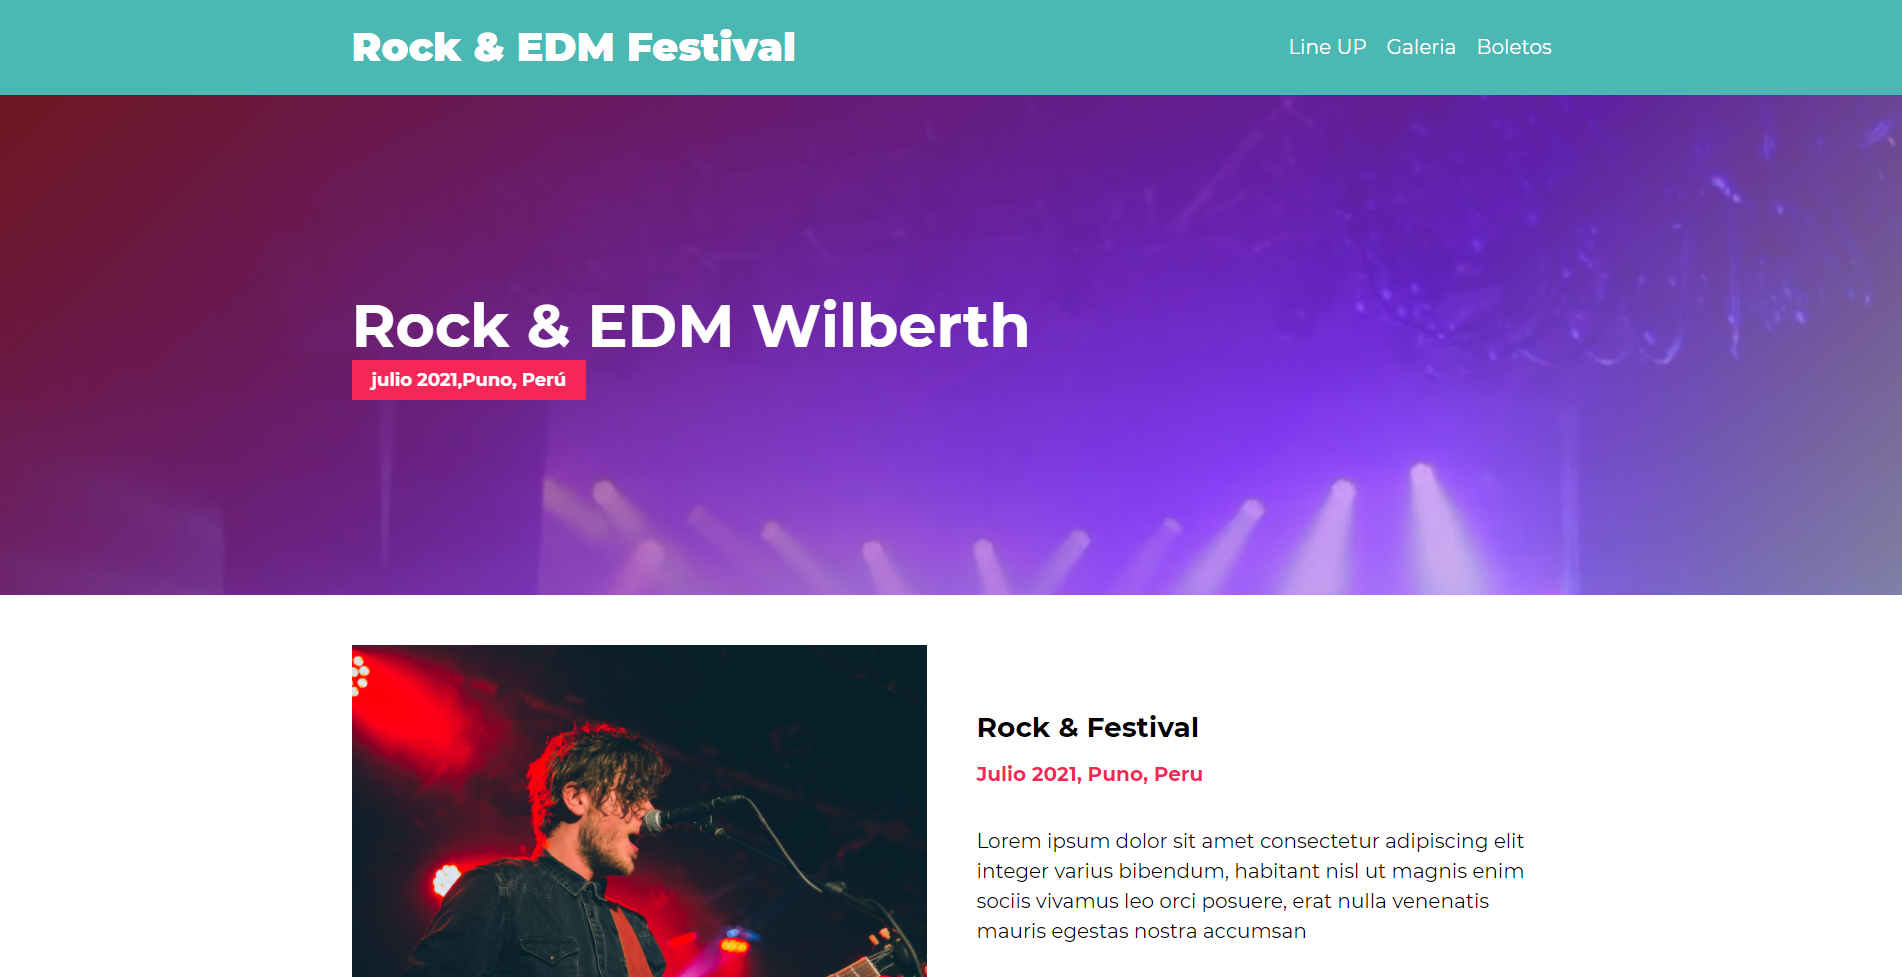 Rock & EDM Festival
Line UP Galeria Boletos
Rock & EDM Wilberth
julio 2021,Puno, Perú
Rock & Festival
Julio 2021, Puno, Peru
Lorem ipsum dolor sit amet consectetur adipiscing elit
integer varius bibendum, habitant nisl ut magnis enim
sociis vivamus leo orci posuere, erat nulla venenatis
mauris egestas nostra accumsan